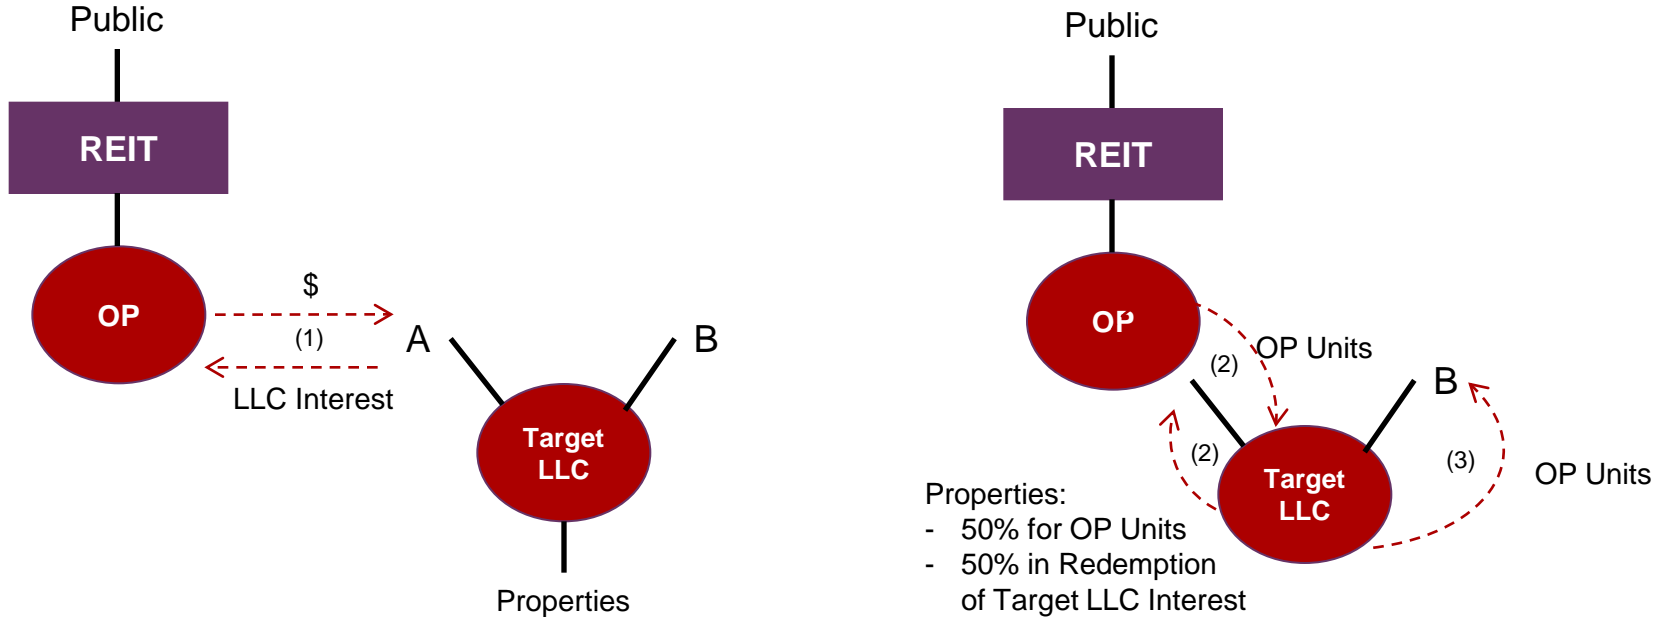 Public
REIT
OP
$
(1)
LLC Interest
A
B
Target
LLC
Properties
Public
REIT
OP
(2)
OP Units
B
(2)
Target
LLC
(3)
OP Units
Properties:
- 50% for OP Units
- 50% in Redemption
of Target LLC Interest